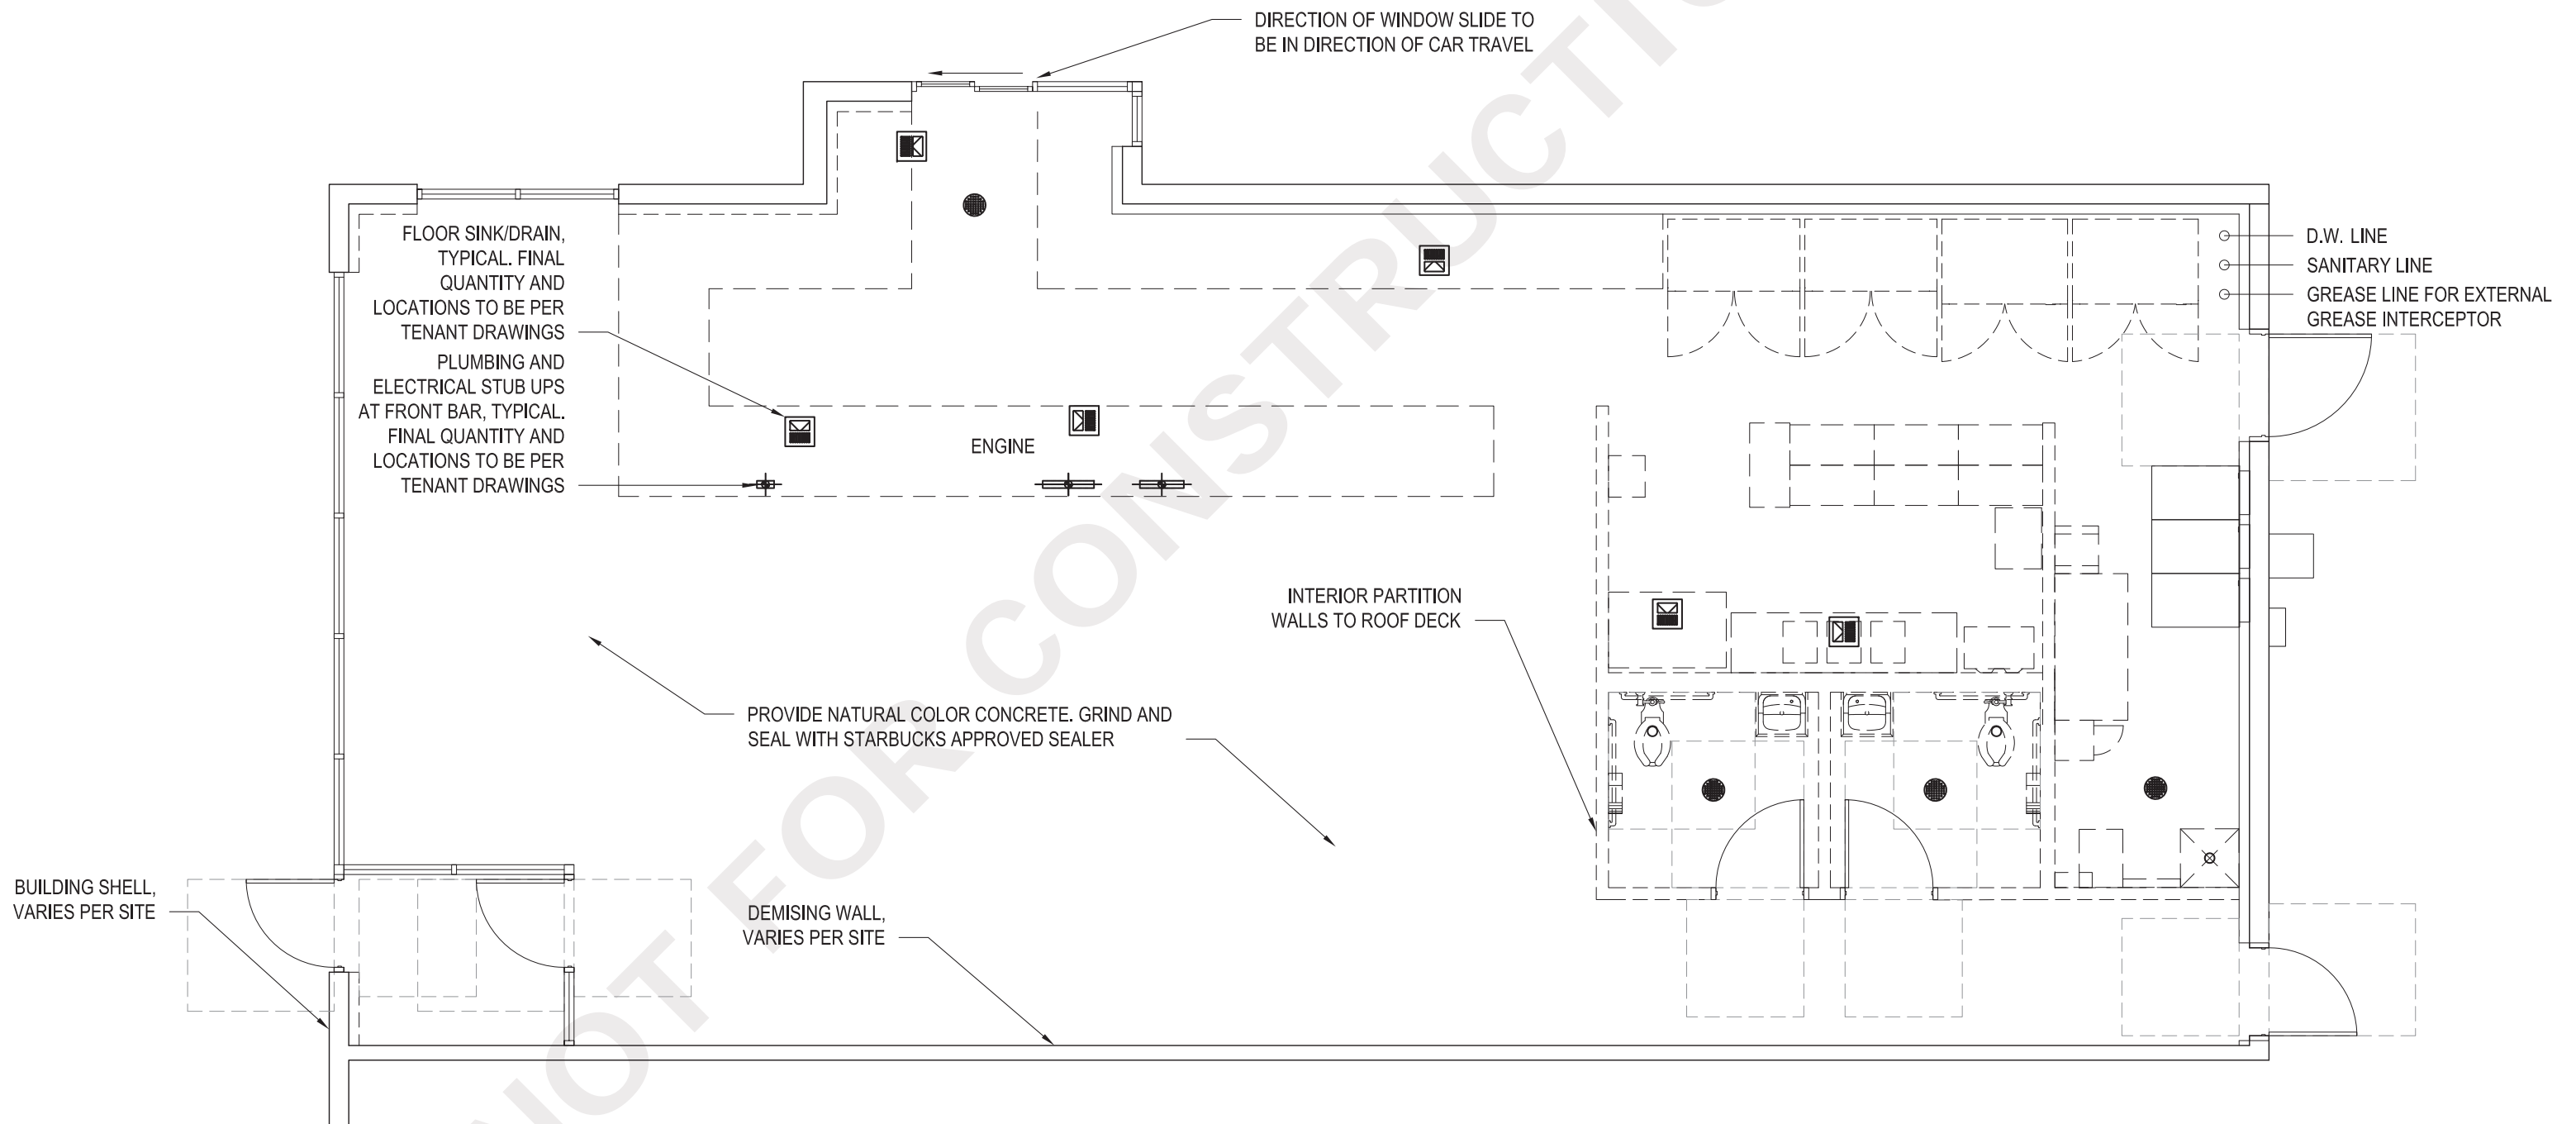 DIRECTION OF WINDOW SLIDE TO
BE IN DIRECTION OF CAR TRAVEL
FLOOR SINK/DRAIN,
TYPICAL. FINAL
QUANTITY AND
LOCATIONS TO BE PER
TENANT DRAWINGS
PLUMBING AND
ELECTRICAL STUB UPS
AT FRONT BAR, TYPICAL.
FINAL QUANTITY AND
LOCATIONS TO BE PER
TENANT DRAWINGS
ENGINE
D.W. LINE
SANITARY LINE
GREASE LINE FOR EXTERNAL
GREASE INTERCEPTOR
INTERIOR PARTITION
WALLS TO ROOF DECK
PROVIDE NATURAL COLOR CONCRETE. GRIND AND
SEAL WITH STARBUCKS APPROVED SEALER
BUILDING SHELL,
VARIES PER SITE
DEMISING WALL,
VARIES PER SITE
NOT FOR CONSTRUCTIO